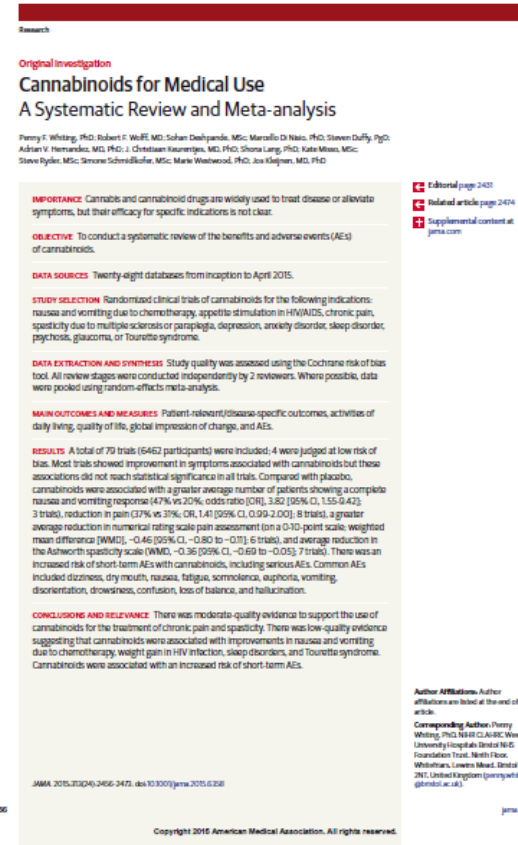 Research
Original Investigation
Cannabinoids for Medical Use
A Systematic Review and Meta-analysis
Penny F. Whiting, PhD; Robert F. Wolff, MD; Sohan Deshpande, MSc; Marcello Di Nisio, PhD; Steven Duffy, PgD;
Adrian V. Hernandez, MD, PhD; J. Christiaan Keurentjes, MD, PhD; Shona Lang, PhD; Kate Misso, MSc;
Steve Ryder, MSc; Simone Schmidlkofer, MSc; Marie Westwood, PhD; Jos Kleijnen, MD, PhD
IMPORTANCE Cannabis and cannabinoid drugs are widely used to treat disease or alleviate
symptoms, but their efficacy for specific indications is not clear.
OBJECTIVE To conduct a systematic review of the benefits and adverse events (AEs)
of cannabinoids.
DATA SOURCES Twenty-eight databases from inception to April 2015.
STUDY SELECTION Randomized clinical trials of cannabinoids for the following indications:
nausea and vomiting due to chemotherapy, appetite stimulation in HIV/AIDS, chronic pain,
spasticity due to multiple sclerosis or paraplegia, depression, anxiety disorder, sleep disorder,
psychosis, glaucoma, or Tourette syndrome.
DATA EXTRACTION AND SYNTHESIS Study quality was assessed using the Cochrane risk of bias
tool. All review stages were conducted independently by 2 reviewers. Where possible, data
were pooled using random-effects meta-analysis.
MAIN OUTCOMES AND MEASURES Patient-relevant/disease-specific outcomes, activities of
daily living, quality of life, global impression of change, and AEs.
RESULTS A total of 79 trials (6462 participants) were included; 4 were judged at low risk of
bias. Most trials showed improvement in symptoms associated with cannabinoids but these
associations did not reach statistical significance in all trials. Compared with placebo,
cannabinoids were associated with a greater average number of patients showing a complete
nausea and vomiting response (47% vs 20%; odds ratio [OR], 3.82 [95% CI, 1.55-9.42];
3 trials), reduction in pain (37% vs 31%; OR, 1.41 [95% CI, 0.99-2.00]; 8 trials), a greater
average reduction in numerical rating scale pain assessment (on a 0-10-point scale; weighted
mean difference [WMD], −0.46 [95% CI, −0.80 to −0.11]; 6 trials), and average reduction in
the Ashworth spasticity scale (WMD, −0.36 [95% CI, −0.69 to −0.05]; 7 trials). There was an
increased risk of short-term AEs with cannabinoids, including serious AEs. Common AEs
included dizziness, dry mouth, nausea, fatigue, somnolence, euphoria, vomiting,
disorientation, drowsiness, confusion, loss of balance, and hallucination.
CONCLUSIONS AND RELEVANCE There was moderate-quality evidence to support the use of
cannabinoids for the treatment of chronic pain and spasticity. There was low-quality evidence
suggesting that cannabinoids were associated with improvements in nausea and vomiting
due to chemotherapy, weight gain in HIV infection, sleep disorders, and Tourette syndrome.
Cannabinoids were associated with an increased risk of short-term AEs.
JAMA. 2015;313(24):2456-2473. doi:10.1001/jama.2015.6358
Editorial page 2431
Related article page 2474
Supplemental content at
jama.com
Author Affiliations: Author
affiliations are listed at the end of
article.
Corresponding Author: Penny
Whiting, PhD, NIHR CLAHRC We
University Hospitals Bristol NHS
Foundation Trust, Ninth Floor,
Whitefriars, Lewins Mead, Bristol
2NT, United Kingdom (pennywhi
@bristol.ac.uk).
56
jama
Copyright 2015 American Medical Association. All rights reserved.